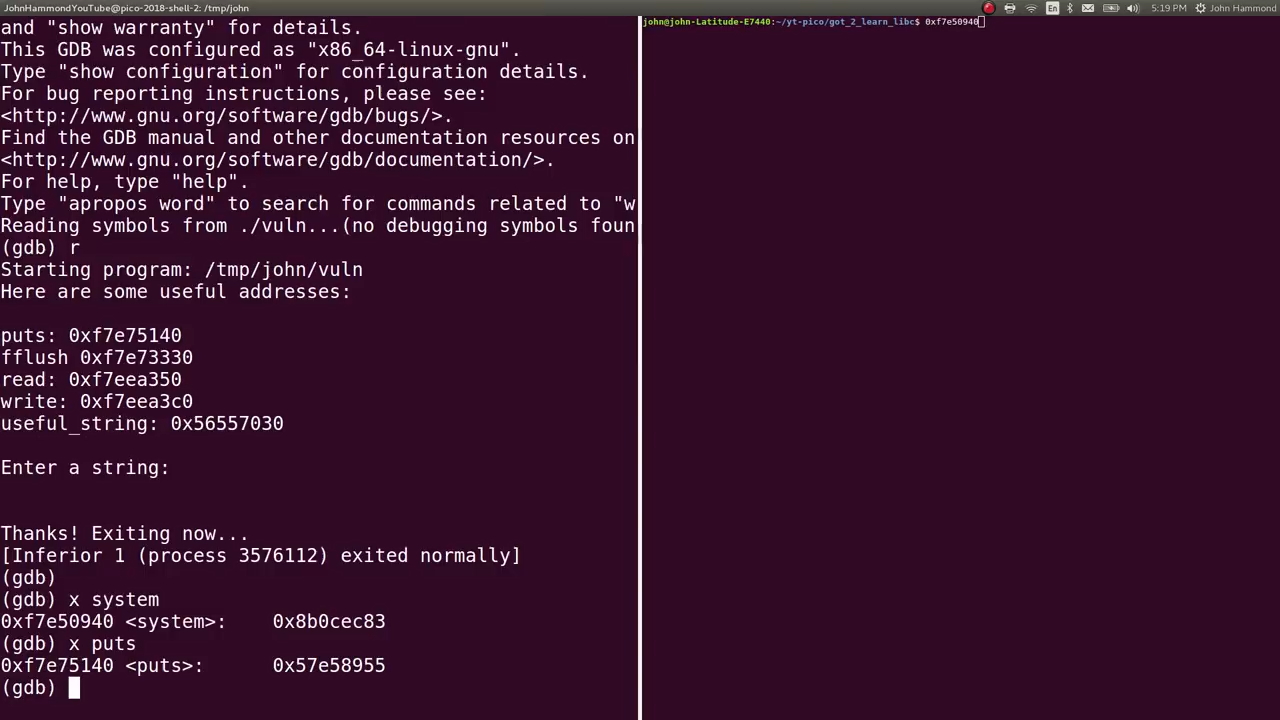 JohnHammondYouTube@pico-2018-shell-2: /tmp/john
En
5:19 PM
John Hammond
and "show warranty" for details.
This GDB was configured as "x86_64-linux-gnu".
Type "show configuration" for configuration details.
For bug reporting instructions, please see:
<http://www.gnu.org/software/gdb/bugs/>.
Find the GDB manual and other documentation resources on
<http://www.gnu.org/software/gdb/documentation/>.
For help, type "help".
Type "apropos word" to search for commands related to "w
Reading symbols from ./vuln...(no debugging symbols foun
(gdb) r
Starting program: /tmp/john/vuln
Here are some useful addresses:
puts: 0xf7e75140
fflush 0xf7e73330
read: 0xf7eea350
write: 0xf7eea3c0
useful_string: 0x56557030
Enter a string:
Thanks! Exiting now...
[Inferior 1 (process 3576112) exited normally]
(gdb)
(gdb) x system
0xf7e50940 <system>: 0x8b0cec83
(gdb) x puts
0xf7e75140 <puts>: 0x57e58955
(gdb)
john@john-Latitude-E7440:~/yt-pico/got_2_learn_libc$ 0xf7e50940